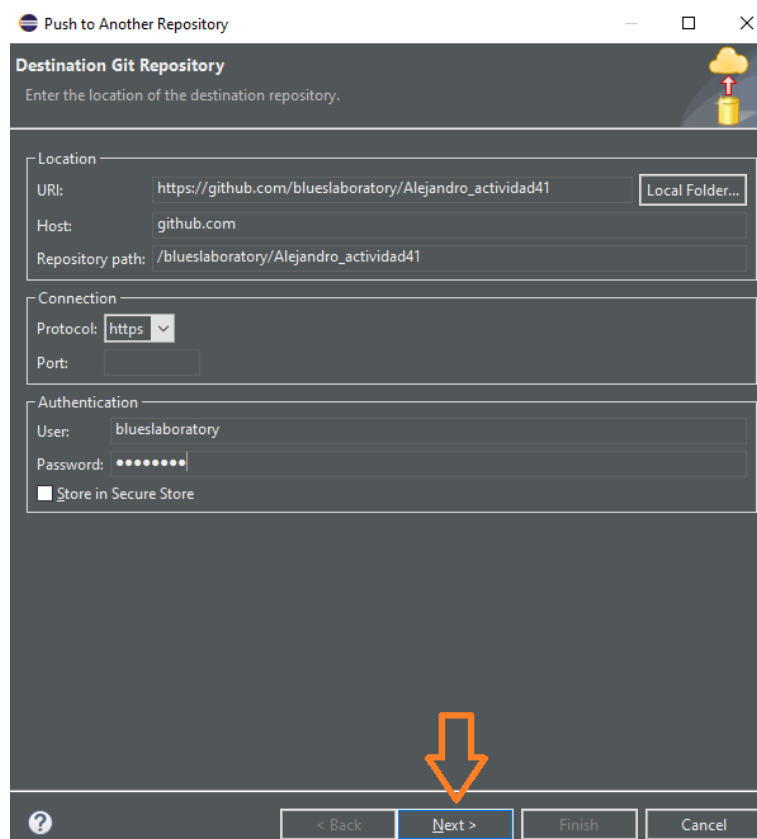 Push to Another Repository
Destination Git Repository
Enter the location of the destination repository.
Location
URI: https://github.com/blueslaboratory/Alejandro_actividad41 Local Folder...
Host: github.com
Repository path: /blueslaboratory/Alejandro_actividad41
Connection
Protocol: https
Port:
Authentication
User: blueslaboratory
Password: ••••••••
Store in Secure Store
< Back Next > Finish Cancel